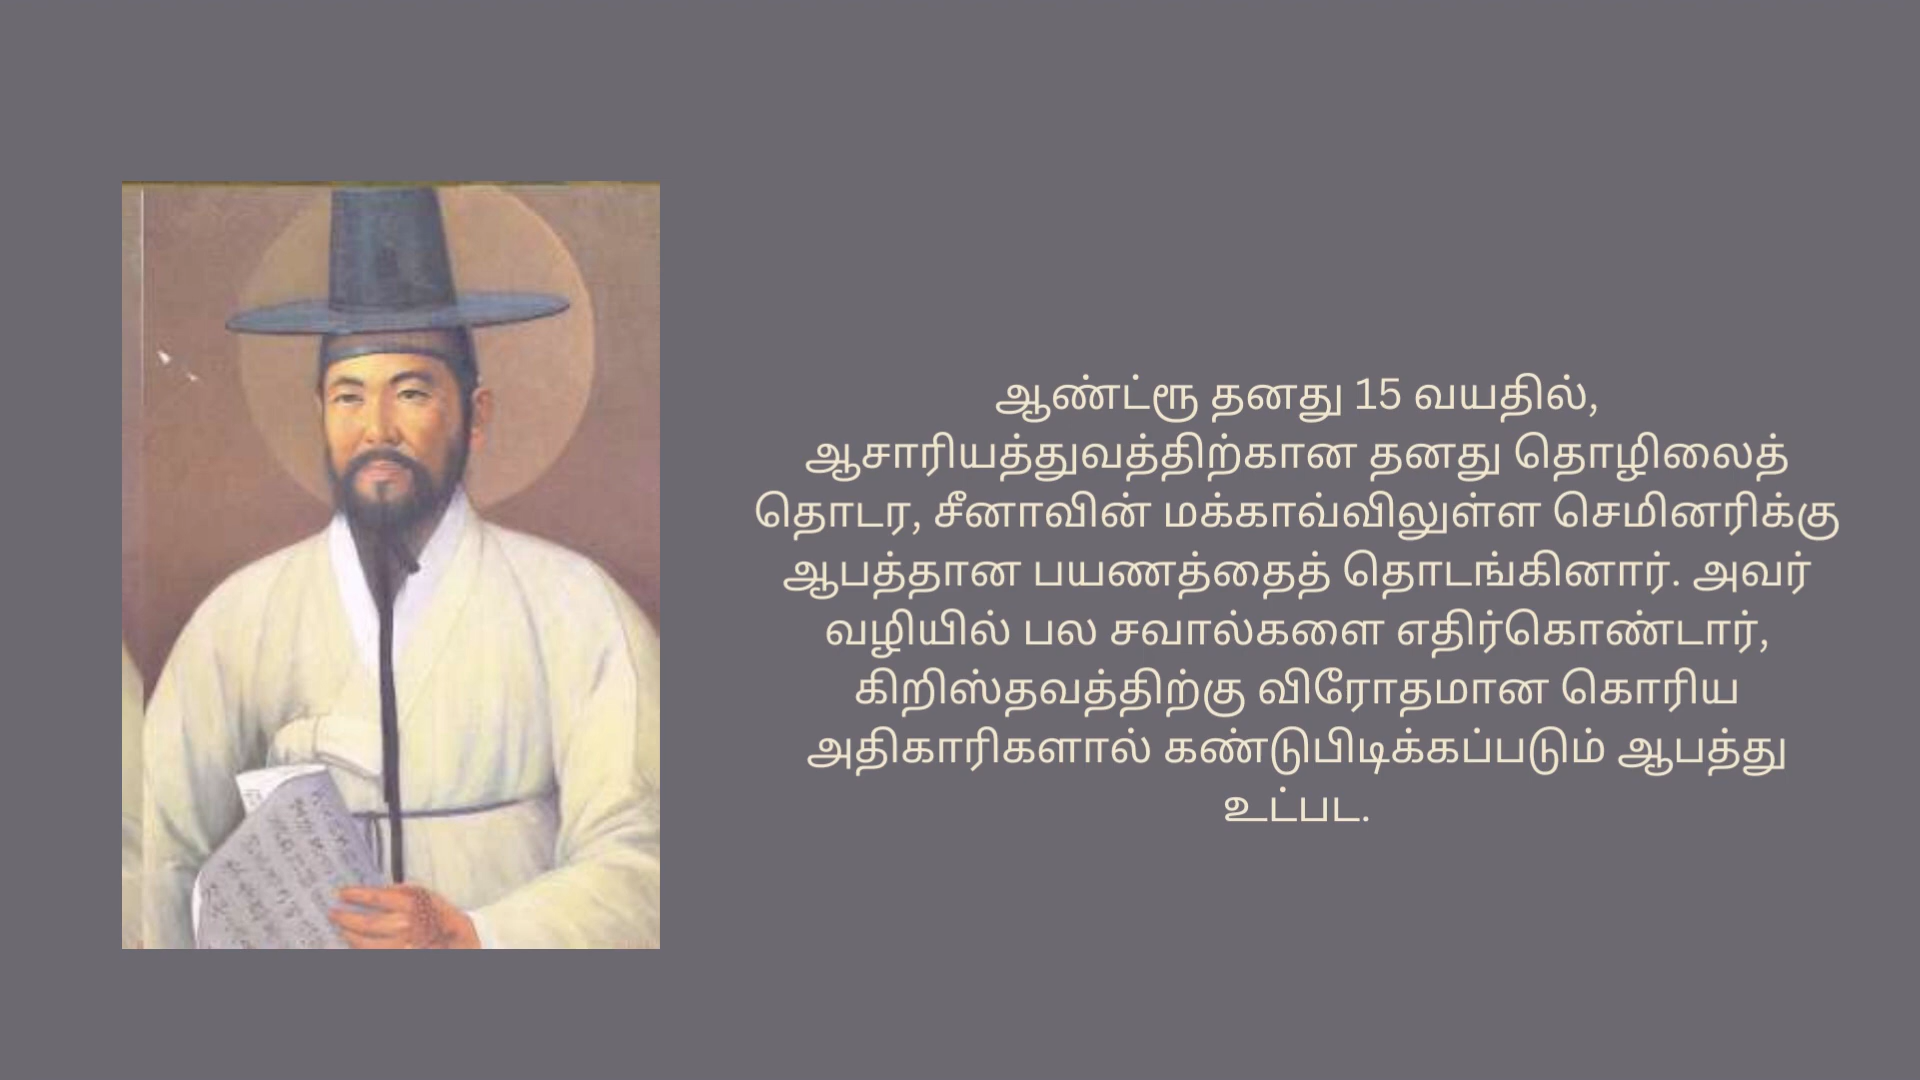 ஆண்ட்ரூ தனது 15 வயதில்,
ஆசாரியத்துவத்திற்கான தனது தொழிலைத்
தொடர, சீனாவின் மக்காவ்விலுள்ள செமினரிக்கு
ஆபத்தான பயணத்தைத் தொடங்கினார். அவர்
வழியில் பல சவால்களை எதிர்கொண்டார்,
கிறிஸ்தவத்திற்கு விரோதமான கொரிய
அதிகாரிகளால் கண்டுபிடிக்கப்படும் ஆபத்து
உட்பட.